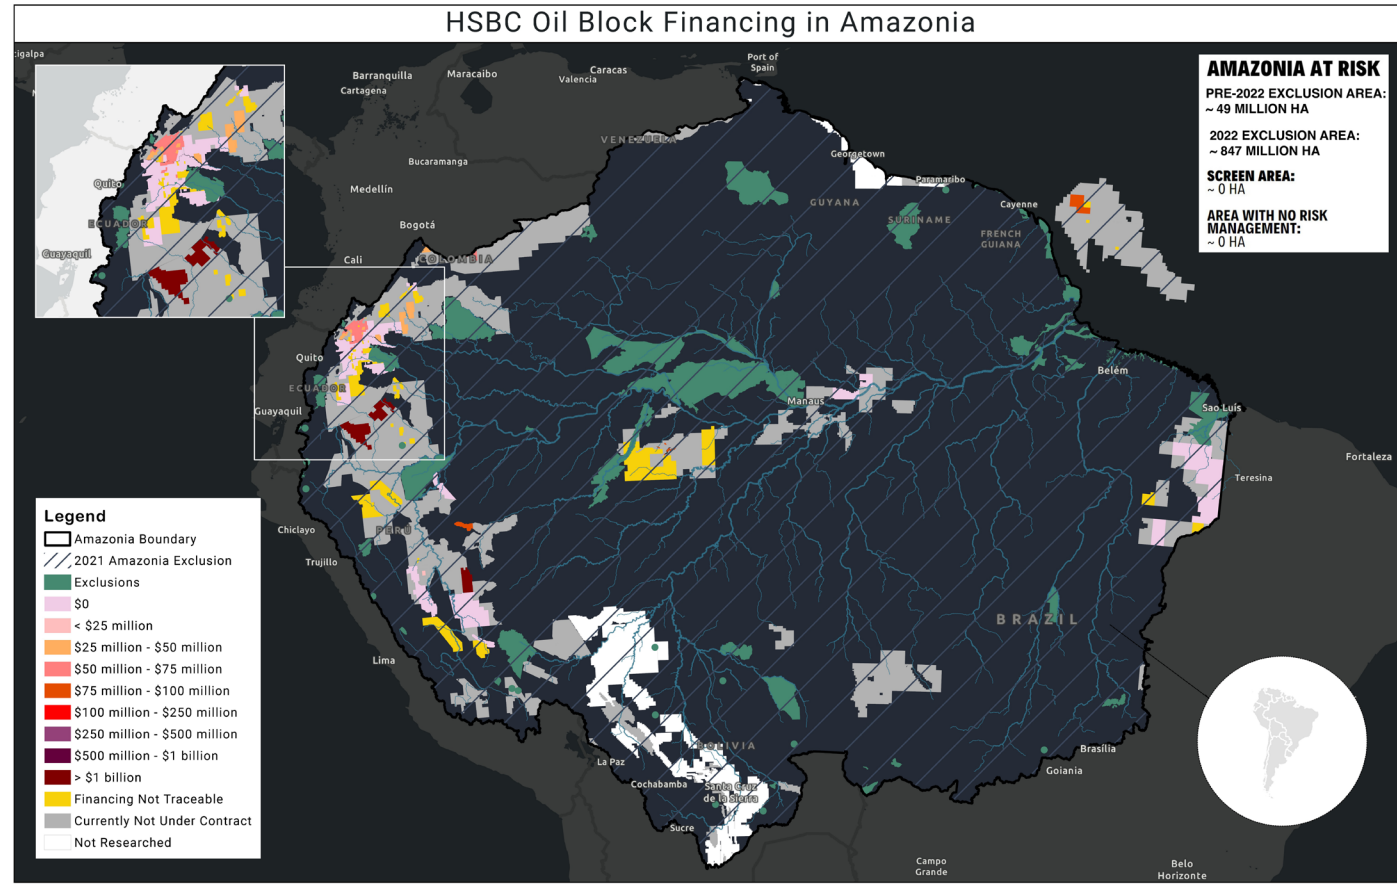 HSBC Oil Block Financing in Amazonia
AMAZONIA AT RISK
PRE-2022 EXCLUSION AREA:
~ 49 MILLION HA
2022 EXCLUSION AREA:
~ 847 MILLION HA
SCREEN AREA:
~ 0 HA
AREA WITH NO RISK
MANAGEMENT:
~ 0 HA
Quito
ECUADOR
Guayaquil
Barranquilla
Cartagena
Maracaibo
Caracas
Valencia
Port of
Spain
VENEZUELA
Bucaramanga
Medellín
Bogotá
COLOMBIA
Cali
Georgetown
Paramaribo
Cayenne
GUYANA
SURINAME
FRENCH
GUIANA
Quito
ECUADOR
Guayaquil
Manaus
Belém
Sao Luís
Fortaleza
Teresina
Chiclayo
Trujillo
PERU
Lima
BRAZIL
BOLIVIA
La Paz
Cochabamba
Santa Cruz
de la Sierra
Sucre
Brasília
Goiania
Campo
Grande
Belo
Horizonte
Legend
Amazonia Boundary
2021 Amazonia Exclusion
Exclusions
$0
< $25 million
$25 million - $50 million
$50 million - $75 million
$75 million - $100 million
$100 million - $250 million
$250 million - $500 million
$500 million - $1 billion
> $1 billion
Financing Not Traceable
Currently Not Under Contract
Not Researched